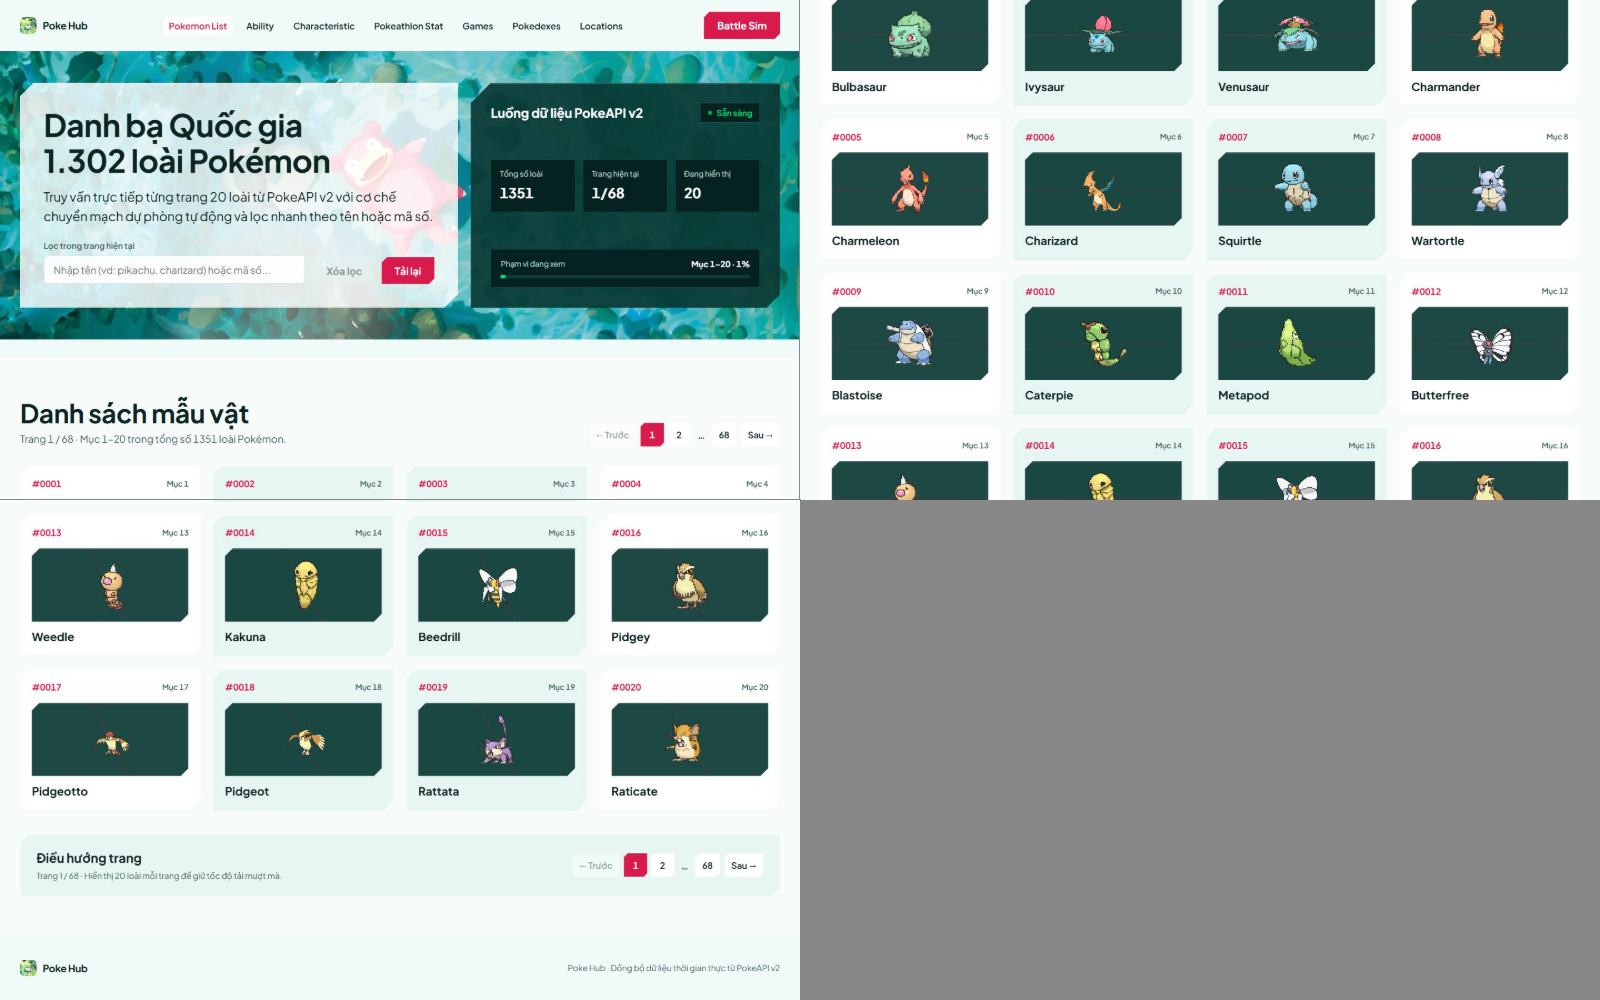 Poke Hub
Pokemon List
Ability
Characteristic
Pokeathlon Stat
Games
Pokedexes
Locations
Battle Sim
Danh bạ Quốc gia
1.302 loài Pokémon
Truy vấn trực tiếp từng trang 20 loài từ PokeAPI v2 với cơ chế
chuyển mạch dự phòng tự động và lọc nhanh theo tên hoặc mã số.
Lọc trong trang hiện tại
Nhập tên (vd: pikachu, charizard) hoặc mã số...
Xóa lọc
Tải lại
Luồng dữ liệu PokeAPI v2
Sẵn sàng
Tổng số loài
1351
Trang hiện tại
1/68
Đang hiển thị
20
Phạm vi đang xem
Mục 1–20 · 1%
Danh sách mẫu vật
Trang 1 / 68 · Mục 1–20 trong tổng số 1351 loài Pokémon.
← Trước 1 2 … 68 Sau →
#0001 Mục 1
#0002 Mục 2
#0003 Mục 3
#0004 Mục 4
Bulbasaur
Ivysaur
Venusaur
Charmander
#0005 Mục 5
#0006 Mục 6
#0007 Mục 7
#0008 Mục 8
Charmeleon
Charizard
Squirtle
Wartortle
#0009 Mục 9
#0010 Mục 10
#0011 Mục 11
#0012 Mục 12
Blastoise
Caterpie
Metapod
Butterfree
#0013 Mục 13
#0014 Mục 14
#0015 Mục 15
#0016 Mục 16
#0013 Mục 13
#0014 Mục 14
#0015 Mục 15
#0016 Mục 16
Weedle
Kakuna
Beedrill
Pidgey
#0017 Mục 17
#0018 Mục 18
#0019 Mục 19
#0020 Mục 20
Pidgeotto
Pidgeot
Rattata
Raticate
Điều hướng trang
Trang 1 / 68 · Hiển thị 20 loài mỗi trang để giữ tốc độ tải mượt mà.
← Trước 1 2 … 68 Sau →
Poke Hub
Poke Hub · Đồng bộ dữ liệu thời gian thực từ PokeAPI v2